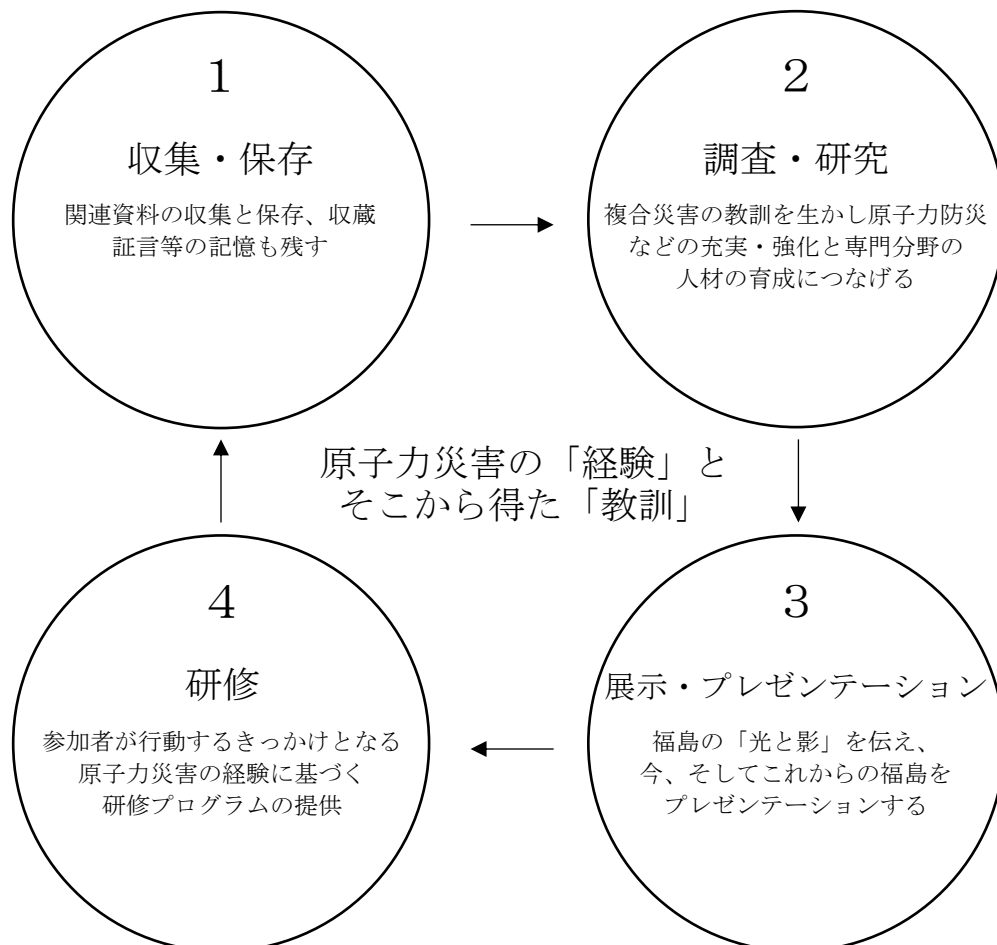 1
収集・保存
関連資料の収集と保存、収蔵
証言等の記憶も残す
2
調査・研究
複合災害の教訓を生かし原子力防災
などの充実・強化と専門分野の
人材の育成につなげる
原子力災害の「経験」と
そこから得た「教訓」
3
展示・プレゼンテーション
福島の「光と影」を伝え、
今、そしてこれからの福島を
プレゼンテーションする
4
研修
参加者が行動するきっかけとなる
原子力災害の経験に基づく
研修プログラムの提供